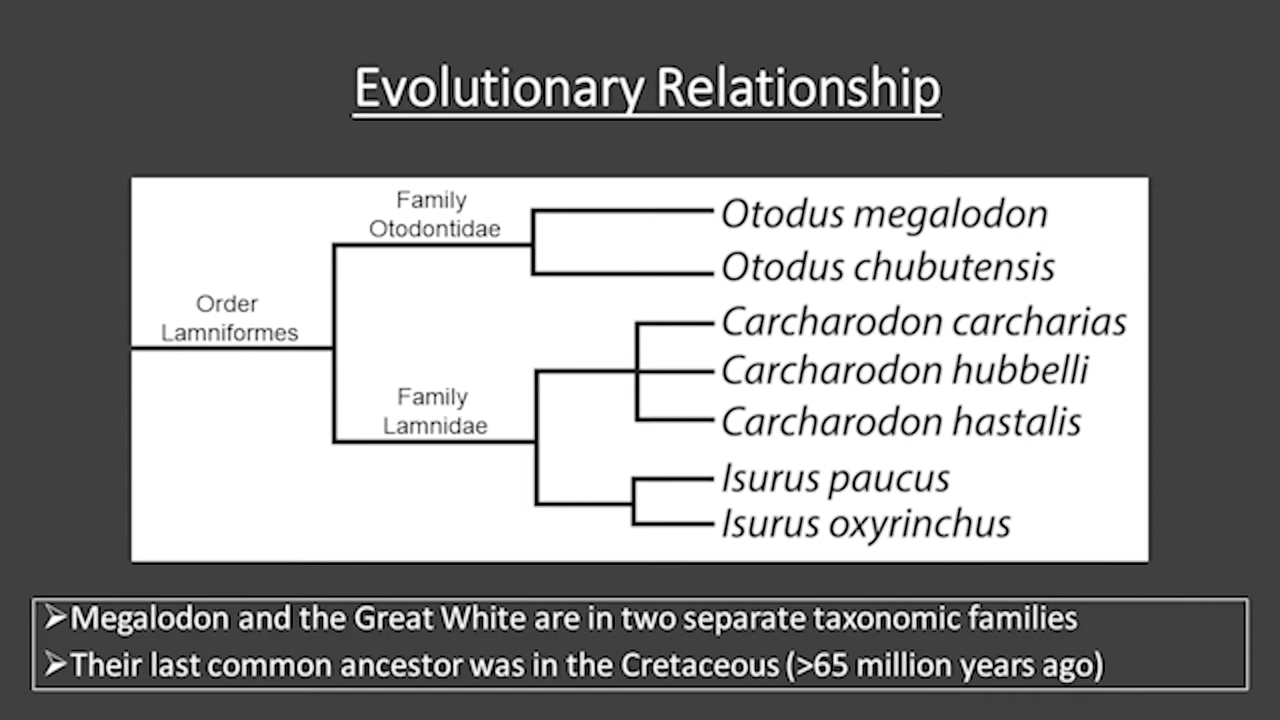 Evolutionary Relationship
Family
Otodontidae
Otodus megalodon
Otodus chubutensis
Order
Lamniformes
Carcharodon carcharias
Carcharodon hubbelli
Carcharodon hastalis
Family
Lamnidae
Isurus paucus
Isurus oxyrinchus
➢Megalodon and the Great White are in two separate taxonomic families
➢Their last common ancestor was in the Cretaceous (>65 million years ago)